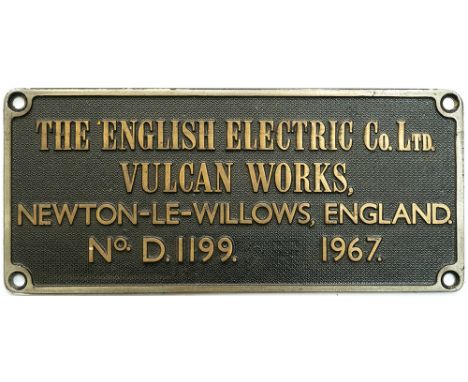 THE ENGLISH ELECTRIC Co. LTD.
VULCAN WORKS,
NEWTON-LE-WILLOWS, ENGLAND.
No. D.1199. 1967.